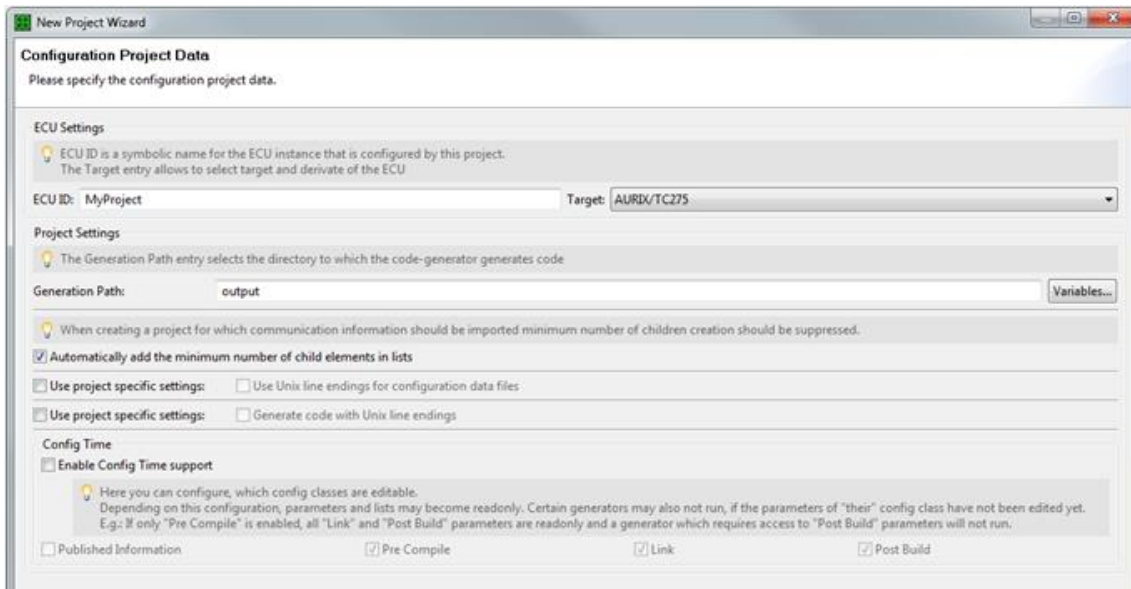 New Project Wizard
Configuration Project Data
Please specify the configuration project data.
ECU Settings
ECU ID is a symbolic name for the ECU instance that is configured by this project.
The Target entry allows to select target and derivate of the ECU
ECU ID: MyProject Target: AURIX/TC275
Project Settings
The Generation Path entry selects the directory to which the code-generator generates code
Generation Path: output Variables...
When creating a project for which communication information should be imported minimum number of children creation should be suppressed.
Automatically add the minimum number of child elements in lists
Use project specific settings: Use Unix line endings for configuration data files
Use project specific settings: Generate code with Unix line endings
Config Time
Enable Config Time support
Here you can configure, which config classes are editable.
Depending on this configuration, parameters and lists may become readonly. Certain generators may also not run, if the parameters of "their" config class have not been edited yet.
E.g.: If only "Pre Compile" is enabled, all "Link" and "Post Build" parameters are readonly and a generator which requires access to "Post Build" parameters will not run.
Published Information Pre Compile Link Post Build